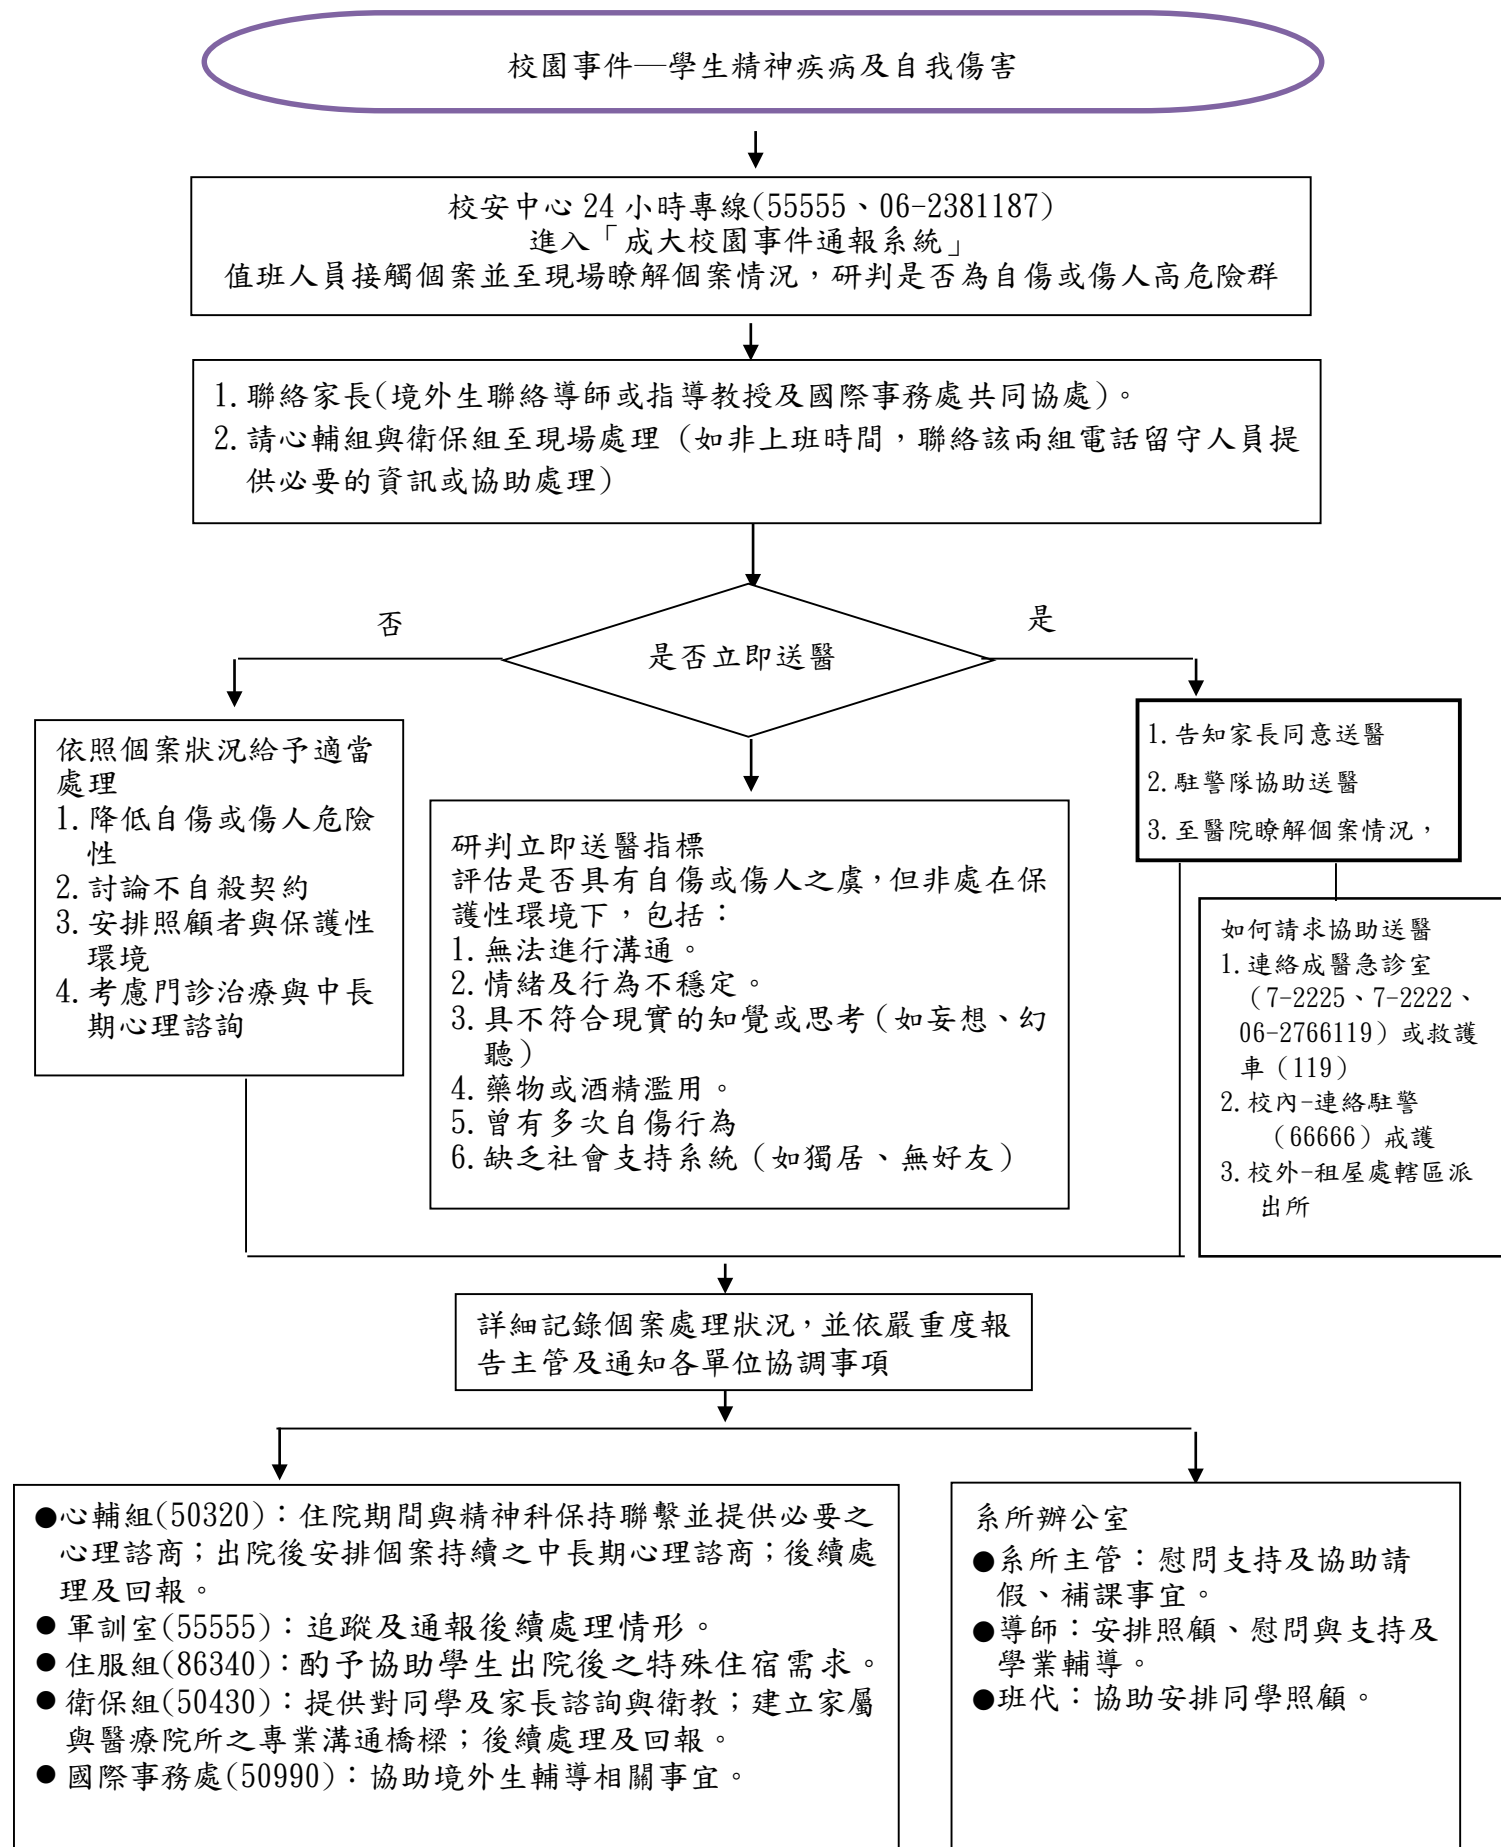 校園事件—學生精神疾病及自我傷害
校安中心 24 小時專線(55555、06-2381187)
進入「成大校園事件通報系統」
值班人員接觸個案並至現場瞭解個案情況，研判是否為自傷或傷人高危險群
1.聯絡家長(境外生聯絡導師或指導教授及國際事務處共同協處)。
2.請心輔組與衛保組至現場處理（如非上班時間，聯絡該兩組電話留守人員提
供必要的資訊或協助處理）
否
是
是否立即送醫
依照個案狀況給予適當
處理
1.降低自傷或傷人危險
性
2.討論不自殺契約
3.安排照顧者與保護性
環境
4.考慮門診治療與中長
期心理諮詢
研判立即送醫指標
評估是否具有自傷或傷人之虞，但非處在保
護性環境下，包括：
1.無法進行溝通。
2.情緒及行為不穩定。
3.具不符合現實的知覺或思考（如妄想、幻
聽）
4.藥物或酒精濫用。
5.曾有多次自傷行為
6.缺乏社會支持系統（如獨居、無好友）
1.告知家長同意送醫
2.駐警隊協助送醫
3.至醫院瞭解個案情況，
如何請求協助送醫
1.連絡成醫急診室
（7-2225、7-2222、
06-2766119）或救護
車（119）
2.校內-連絡駐警
（66666）戒護
3.校外-租屋處轄區派
出所
詳細記錄個案處理狀況，並依嚴重度報
告主管及通知各單位協調事項
●心輔組(50320)：住院期間與精神科保持聯繫並提供必要之
心理諮商；出院後安排個案持續之中長期心理諮商；後續處
理及回報。
●軍訓室(55555)：追蹤及通報後續處理情形。
●住服組(86340)：酌予協助學生出院後之特殊住宿需求。
●衛保組(50430)：提供對同學及家長諮詢與衛教；建立家屬
與醫療院所之專業溝通橋樑；後續處理及回報。
●國際事務處(50990)：協助境外生輔導相關事宜。
系所辦公室
●系所主管：慰問支持及協助請
假、補課事宜。
●導師：安排照顧、慰問與支持及
學業輔導。
●班代：協助安排同學照顧。